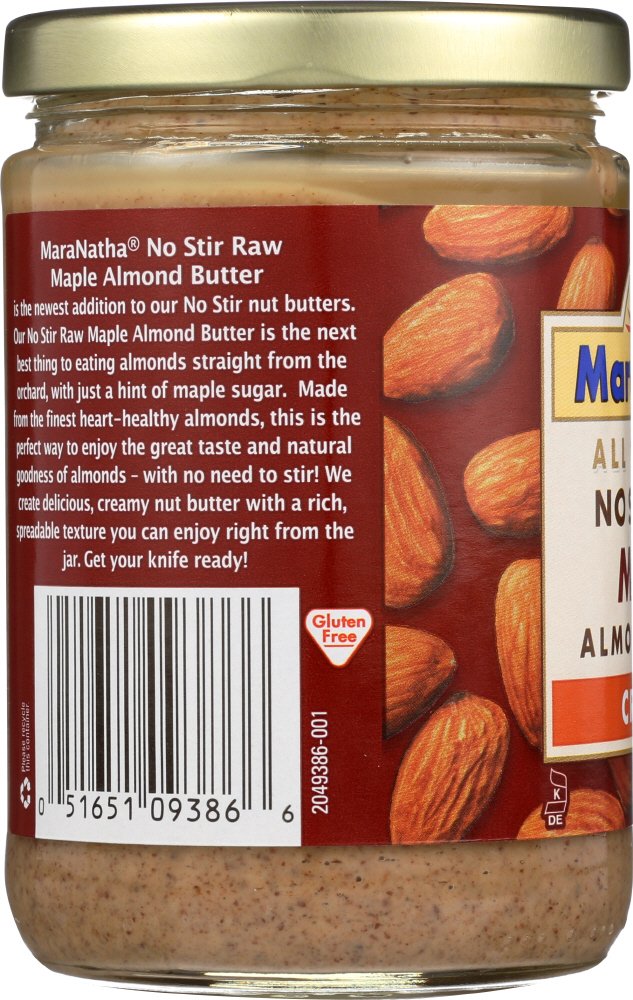 MaraNatha® No Stir Raw
Maple Almond Butter
is the newest addition to our No Stir nut butters.
Our No Stir Raw Maple Almond Butter is the next
best thing to eating almonds straight from the
orchard, with just a hint of maple sugar. Made
from the finest heart-healthy almonds, this is the
perfect way to enjoy the great taste and natural
goodness of almonds - with no need to stir! We
create delicious, creamy nut butter with a rich,
spreadable texture you can enjoy right from the
jar. Get your knife ready!
Gluten
Free
Please recycle
this container
0 51651 09386 6
2049386-001
K
DE
Mar
ALL
NO S
M
ALMO
C